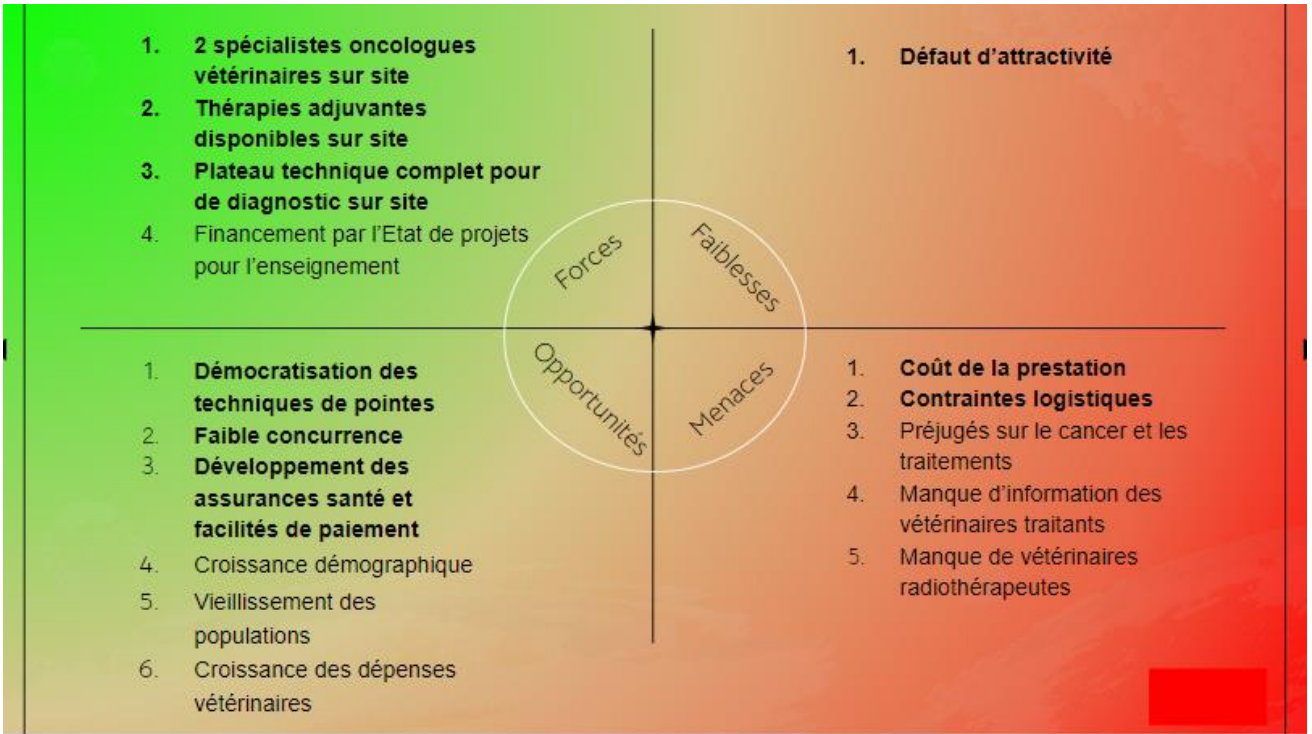 1. 2 spécialistes oncologues
vétérinaires sur site
2. Thérapies adjuvantes
disponibles sur site
3. Plateau technique complet pour
de diagnostic sur site
4. Financement par l'Etat de projets
pour l'enseignement
1. Défaut d'attractivité
Forces
Faiblesses
Opportunités
Menaces
1. Démocratisation des
techniques de pointes
2. Faible concurrence
3. Développement des
assurances santé et
facilités de paiement
4. Croissance démographique
5. Vieillissement des
populations
6. Croissance des dépenses
vétérinaires
1. Coût de la prestation
2. Contraintes logistiques
3. Préjugés sur le cancer et les
traitements
4. Manque d'information des
vétérinaires traitants
5. Manque de vétérinaires
radiothérapeutes